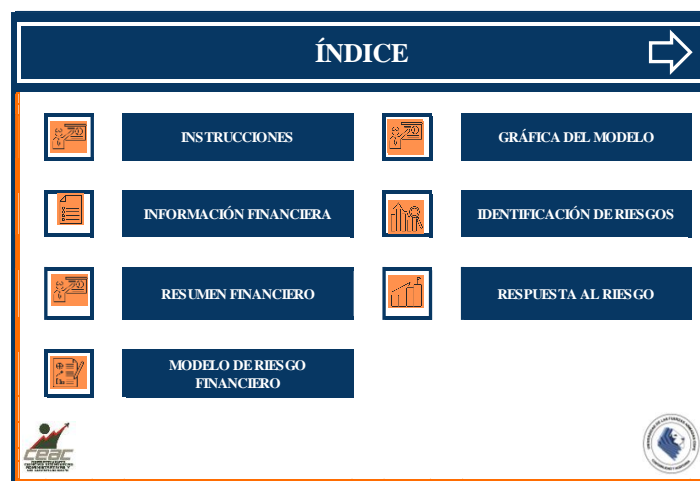 ÍNDICE
INSTRUCCIONES
GRÁFICA DEL MODELO
INFORMACIÓN FINANCIERA
IDENTIFICACIÓN DE RIESGOS
RESUMEN FINANCIERO
RESPUESTA AL RIESGO
MODELO DE RIESGO
FINANCIERO
ceac